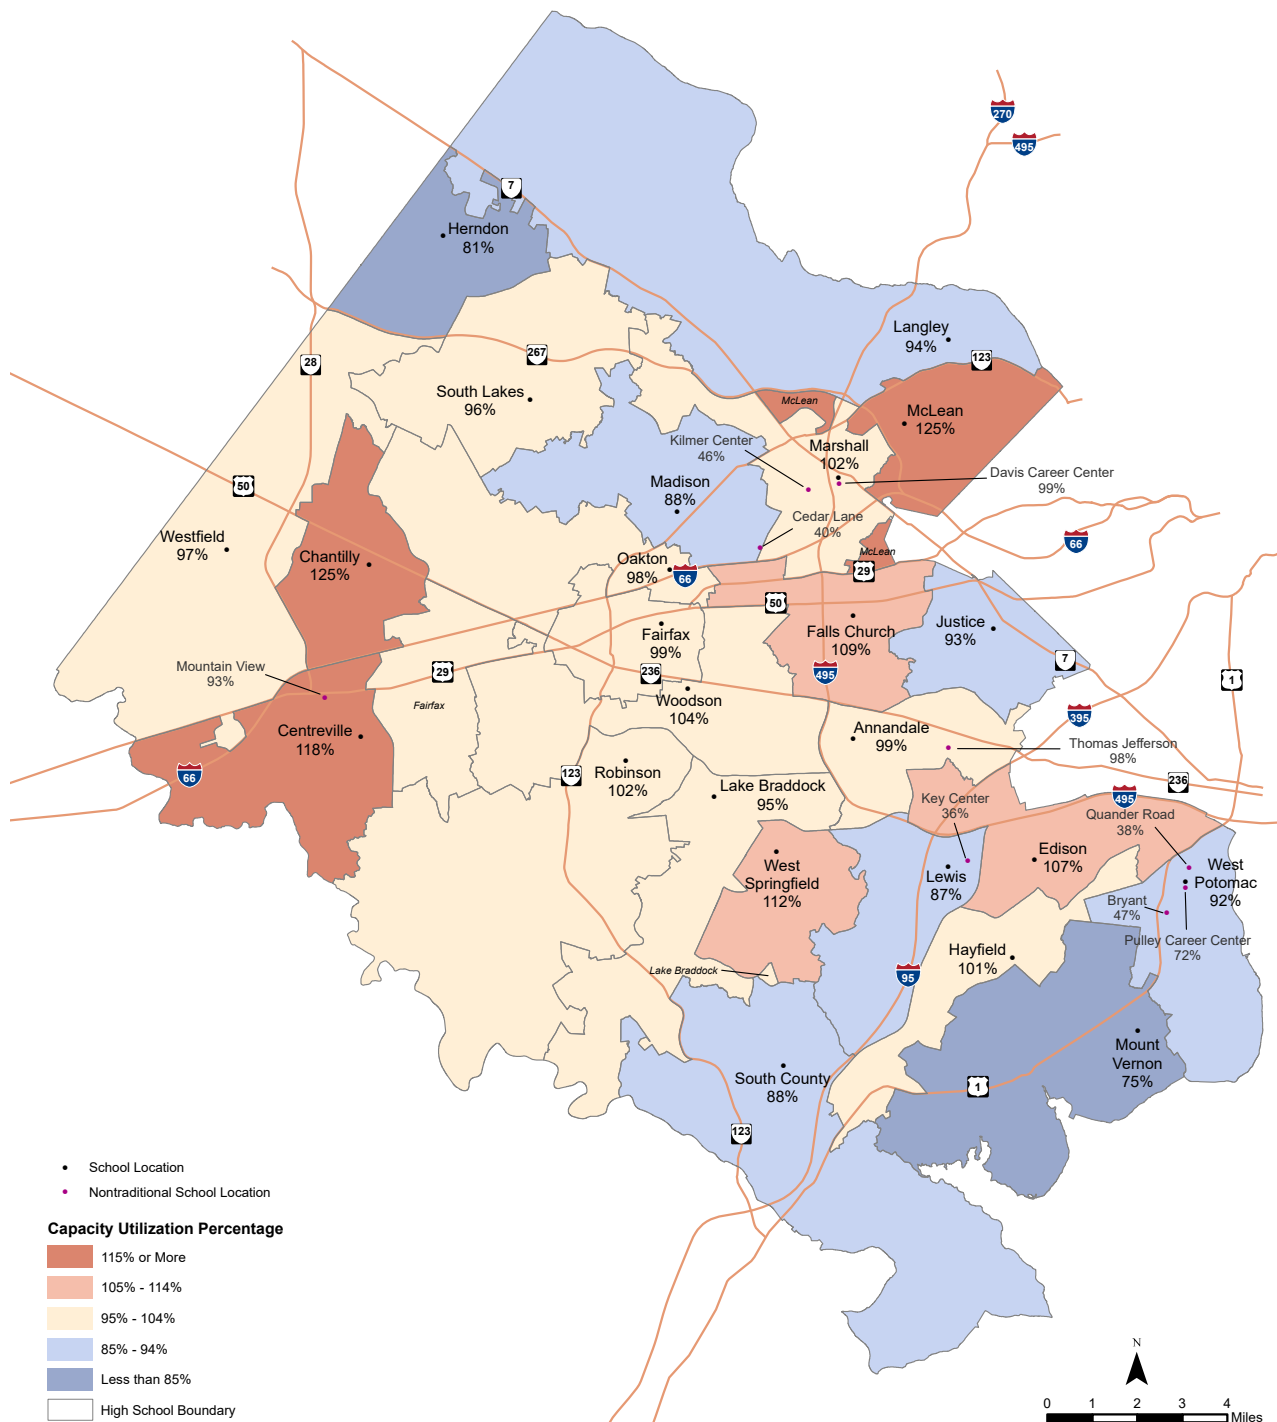 270
495
7
Herndon
81%
Langley
94%
123
28
267
South Lakes
96%
McLean
McLean
125%
Kilmer Center
46%
Marshall
102%
Davis Career Center
99%
50
Madison
88%
Cedar Lane
40%
Westfield
97%
Chantilly
125%
Oakton
98%
66
McLean
29
66
50
Fairfax
99%
Falls Church
109%
Justice
93%
Mountain View
93%
29
236
495
7
1
Woodson
104%
Fairfax
395
Centreville
118%
Annandale
99%
Thomas Jefferson
98%
66
123
Robinson
102%
Lake Braddock
95%
236
Key Center
36%
495
Quander Road
38%
West
Springfield
112%
Lewis
87%
Edison
107%
West
Potomac
92%
Bryant
47%
Pulley Career Center
72%
Hayfield
101%
Lake Braddock
95
Mount
Vernon
75%
South County
88%
1
123
School Location
Nontraditional School Location
Capacity Utilization Percentage
115% or More
105% - 114%
95% - 104%
85% - 94%
Less than 85%
High School Boundary
N
0 1 2 3 4
Miles